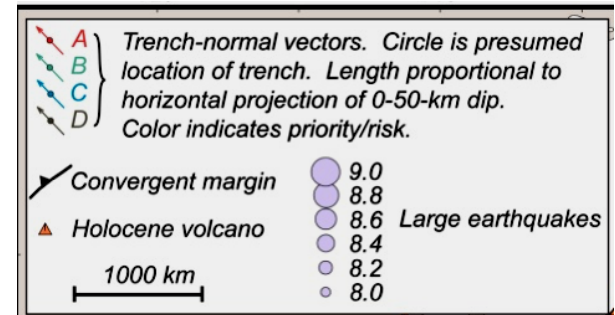 A
B
C
D
Trench-normal vectors. Circle is presumed
location of trench. Length proportional to
horizontal projection of 0-50-km dip.
Color indicates priority/risk.
Convergent margin
Holocene volcano
1000 km
9.0
8.8
8.6
8.4
8.2
8.0
Large earthquakes